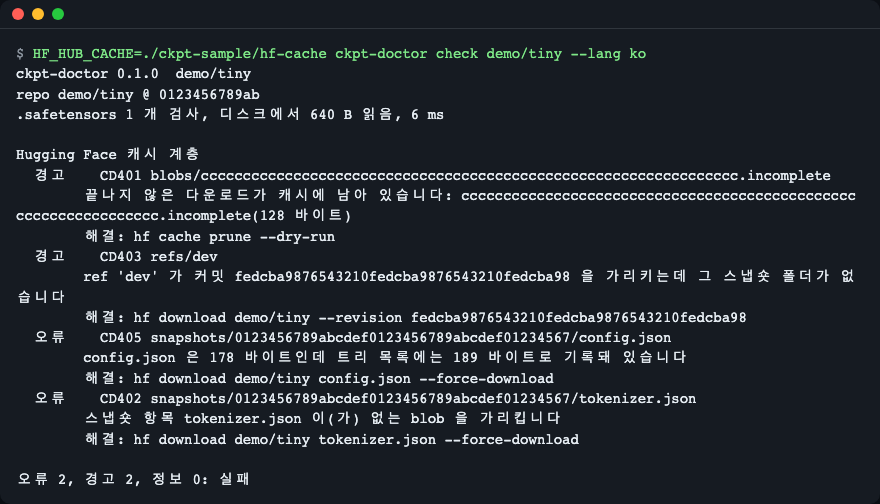 $ HF_HUB_CACHE=./ckpt-sample/hf-cache ckpt-doctor check demo/tiny --lang ko
ckpt-doctor 0.1.0  demo/tiny
repo demo/tiny @ 0123456789ab
.safetensors 1 개 검사, 디스크에서 640 B 읽음, 6 ms
Hugging Face 캐시 계층
경고    CD401 blobs/cccccccccccccccccccccccccccccccccccccccccccccccccccccccccccccccc.incomplete
끝나지 않은 다운로드가 캐시에 남아 있습니다: ccccccccccccccccccccccccccccccccccccccccccccccc
ccccccccccccccccc.incomplete(128 바이트)
해결: hf cache prune --dry-run
경고    CD403 refs/dev
ref 'dev' 가 커밋 fedcba9876543210fedcba9876543210fedcba98 을 가리키는데 그 스냅숏 폴더가 없
습니다
해결: hf download demo/tiny --revision fedcba9876543210fedcba9876543210fedcba98
오류    CD405 snapshots/0123456789abcdef0123456789abcdef01234567/config.json
config.json 은 178 바이트인데 트리 목록에는 189 바이트로 기록돼 있습니다
해결: hf download demo/tiny config.json --force-download
오류    CD402 snapshots/0123456789abcdef0123456789abcdef01234567/tokenizer.json
스냅숏 항목 tokenizer.json 이(가) 없는 blob 을 가리킵니다
해결: hf download demo/tiny tokenizer.json --force-download
오류 2, 경고 2, 정보 0: 실패